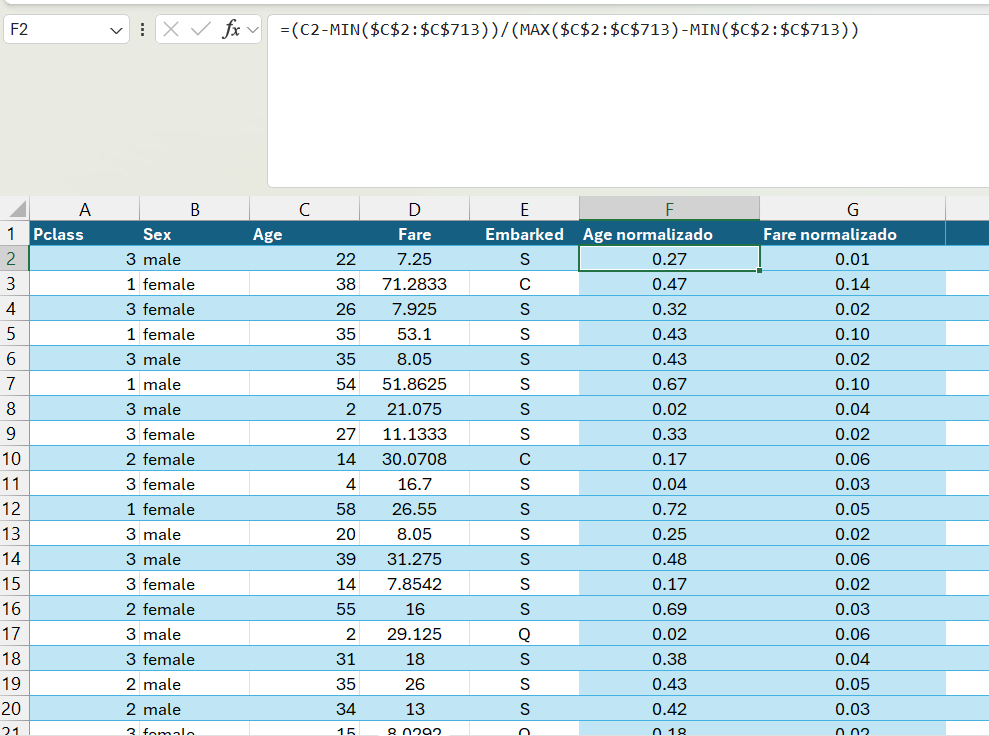 F2 fx =(C2-MIN($C$2:$C$713))/(MAX($C$2:$C$713)-MIN($C$2:$C$713))
A B C D E F G
1 Pclass Sex Age Fare Embarked Age normalizado Fare normalizado
2 3 male 22 7.25 S 0.27 0.01
3 1 female 38 71.2833 C 0.47 0.14
4 3 female 26 7.925 S 0.32 0.02
5 1 female 35 53.1 S 0.43 0.10
6 3 male 35 8.05 S 0.43 0.02
7 1 male 54 51.8625 S 0.67 0.10
8 3 male 2 21.075 S 0.02 0.04
9 3 female 27 11.1333 S 0.33 0.02
10 2 female 14 30.0708 C 0.17 0.06
11 3 female 4 16.7 S 0.04 0.03
12 1 female 58 26.55 S 0.72 0.05
13 3 male 20 8.05 S 0.25 0.02
14 3 male 39 31.275 S 0.48 0.06
15 3 female 14 7.8542 S 0.17 0.02
16 2 female 55 16 S 0.69 0.03
17 3 male 2 29.125 Q 0.02 0.06
18 3 female 31 18 S 0.38 0.04
19 2 male 35 26 S 0.43 0.05
20 2 male 34 13 S 0.42 0.03
21 3 female 15 8.0292 Q 0.18 0.02